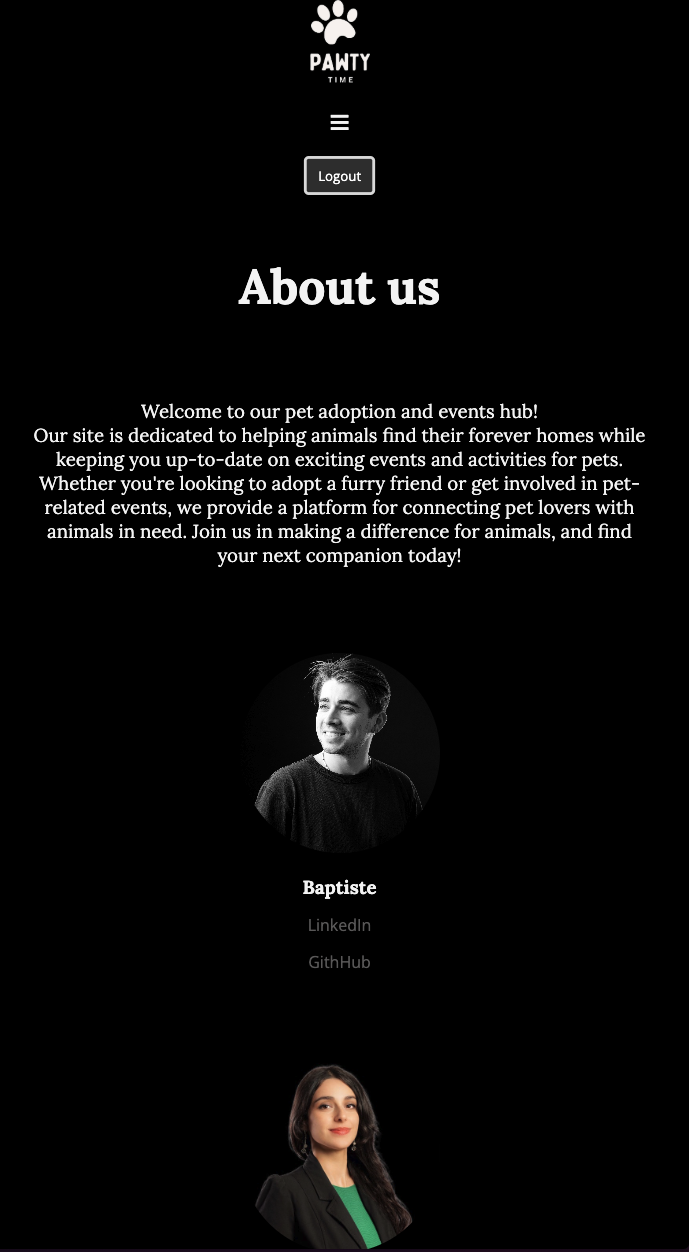 PAWTY
TIME
Logout
About us
Welcome to our pet adoption and events hub!
Our site is dedicated to helping animals find their forever homes while
keeping you up-to-date on exciting events and activities for pets.
Whether you're looking to adopt a furry friend or get involved in pet-
related events, we provide a platform for connecting pet lovers with
animals in need. Join us in making a difference for animals, and find
your next companion today!
Baptiste
LinkedIn
GithHub